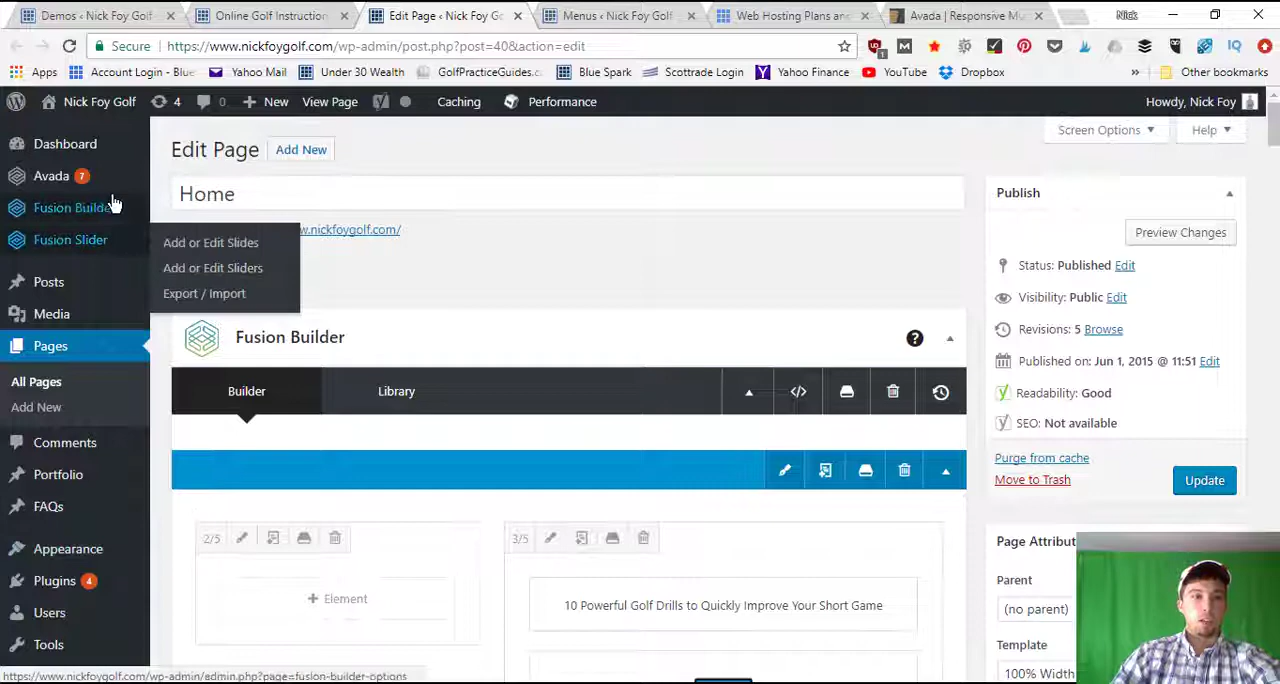 Demos ‹ Nick Foy Golf
Online Golf Instruction
Edit Page ‹ Nick Foy Go
Menus ‹ Nick Foy Golf
Web Hosting Plans an
Avada | Responsive Mu
Nick
Secure
https://www.nickfoygolf.com/wp-admin/post.php?post=40&action=edit
Apps
Account Login - Blue
Yahoo Mail
Under 30 Wealth
GolfPracticeGuides.c
Blue Spark
Scottrade Login
Yahoo Finance
YouTube
Dropbox
»
Other bookmarks
Nick Foy Golf
4
0
New
View Page
Caching
Performance
Howdy, Nick Foy
Dashboard
Avada 7
Fusion Builde
Fusion Slider
Posts
Media
Pages
All Pages
Add New
Comments
Portfolio
FAQs
Appearance
Plugins 4
Users
Tools
Add or Edit Slides
Add or Edit Sliders
Export / Import
Edit Page
Add New
Screen Options
Help
Home
w.nickfoygolf.com/
Fusion Builder
Builder
Library
2/5
Element
3/5
10 Powerful Golf Drills to Quickly Improve Your Short Game
Publish
Preview Changes
Status: Published Edit
Visibility: Public Edit
Revisions: 5 Browse
Published on: Jun 1, 2015 @ 11:51 Edit
Readability: Good
SEO: Not available
Purge from cache
Move to Trash
Update
Page Attribut
Parent
(no parent)
Template
100% Width
https://www.nickfoygolf.com/wp-admin/admin.php?page=fusion-builder-options